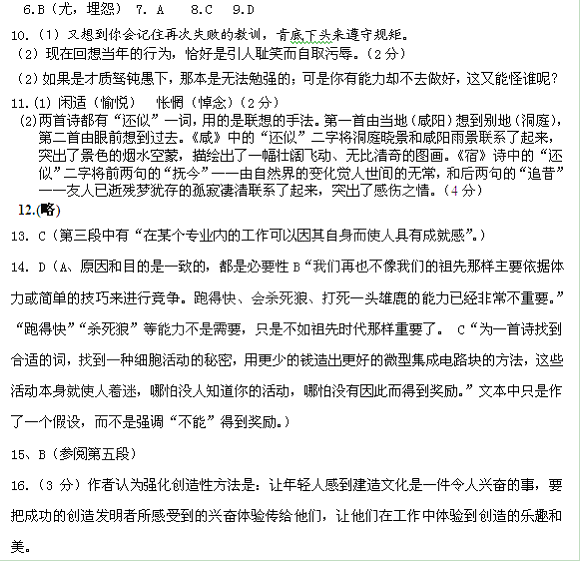 6.B（尤，埋怨） 7. A  8.C  9.D
10.（1）又想到你会记住再次失败的教训，肯底下头来遵守规矩。
（2）现在回想当年的行为，恰好是引人耻笑而自取污辱。（2分）
（2）如果是才质驽钝愚下，那本是无法勉强的；可是你有能力却不去做好，这又能怪谁呢？
11.（1）闲适（愉悦） 怅惘（悼念）（2分）
（2）两首诗都有“还似”一词，用的是联想的手法。第一首由当地（咸阳）想到别地（洞庭），
第二首由眼前想到过去。《咸》中的“还似”二字将洞庭晓景和咸阳雨景联系了起来，
突出了景色的烟水空蒙，描绘出了一幅壮阔飞动、无比清奇的图画。《宿》诗中的“还
似”二字将前两句的“抚今”——由自然界的变化觉人世间的无常，和后两句的“追昔”
——友人已逝残梦犹存的孤寂凄清联系了起来，突出了感伤之情。（4分）
12.(略)
13. C（第三段中有“在某个专业内的工作可以因其自身而使人具有成就感”。）
14. D（A、原因和目的是一致的，都是必要性 B“我们再也不像我们的祖先那样主要依据体
力或简单的技巧来进行竞争。跑得快、会杀死狼、打死一头雄鹿的能力已经非常不重要。”
“跑得快”“杀死狼”等能力不是需要，只是不如祖先时代那样重要了。 C“为一首诗找到
合适的词，找到一种细胞活动的秘密，用更少的钱造出更好的微型集成电路块的方法，这些
活动本身就使人着迷，哪怕没人知道你的活动，哪怕没有因此而得到奖励。”文本中只是作
了一个假设，而不是强调“不能”得到奖励。）
15、B（参阅第五段）
16.（3 分）作者认为强化创造性方法是：让年轻人感到建造文化是一件令人兴奋的事，要
把成功的创造发明者所感受到的兴奋体验传给他们，让他们在工作中体验到创造的乐趣和
美。